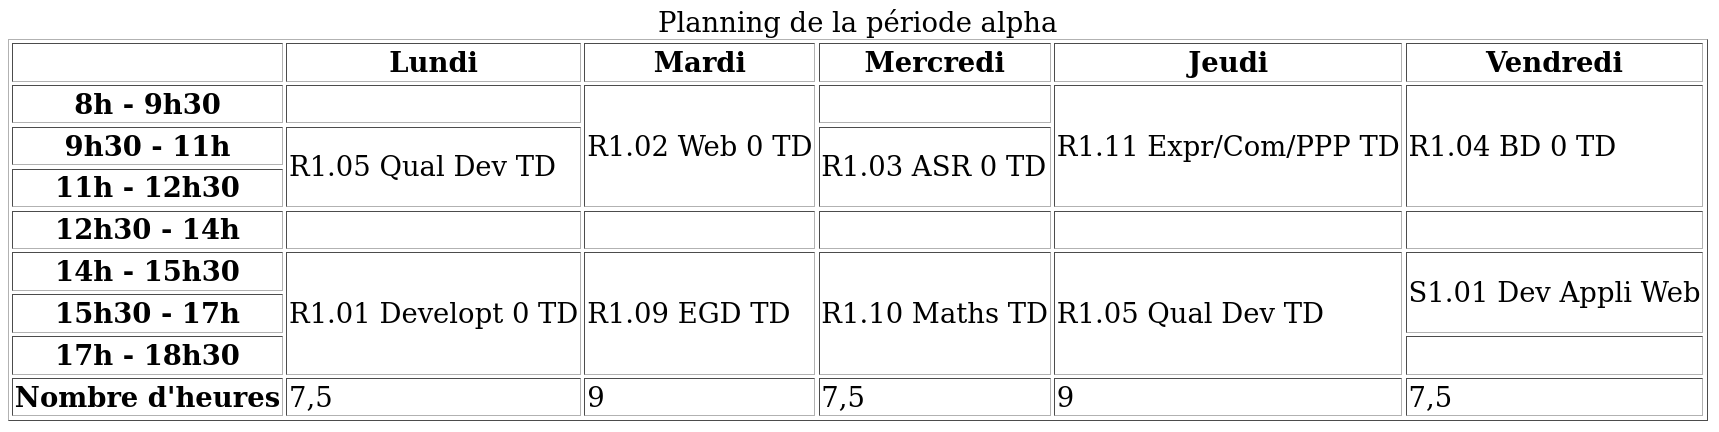 Planning de la période alpha
Lundi Mardi Mercredi Jeudi Vendredi
8h - 9h30
9h30 - 11h
R1.02 Web 0 TD R1.11 Expr/Com/PPP TD R1.04 BD 0 TD
R1.05 Qual Dev TD R1.03 ASR 0 TD
11h - 12h30
12h30 - 14h
14h - 15h30
S1.01 Dev Appli Web
15h30 - 17h R1.01 Developt 0 TD R1.09 EGD TD R1.10 Maths TD R1.05 Qual Dev TD
17h - 18h30
Nombre d'heures 7,5 9 7,5 9 7,5